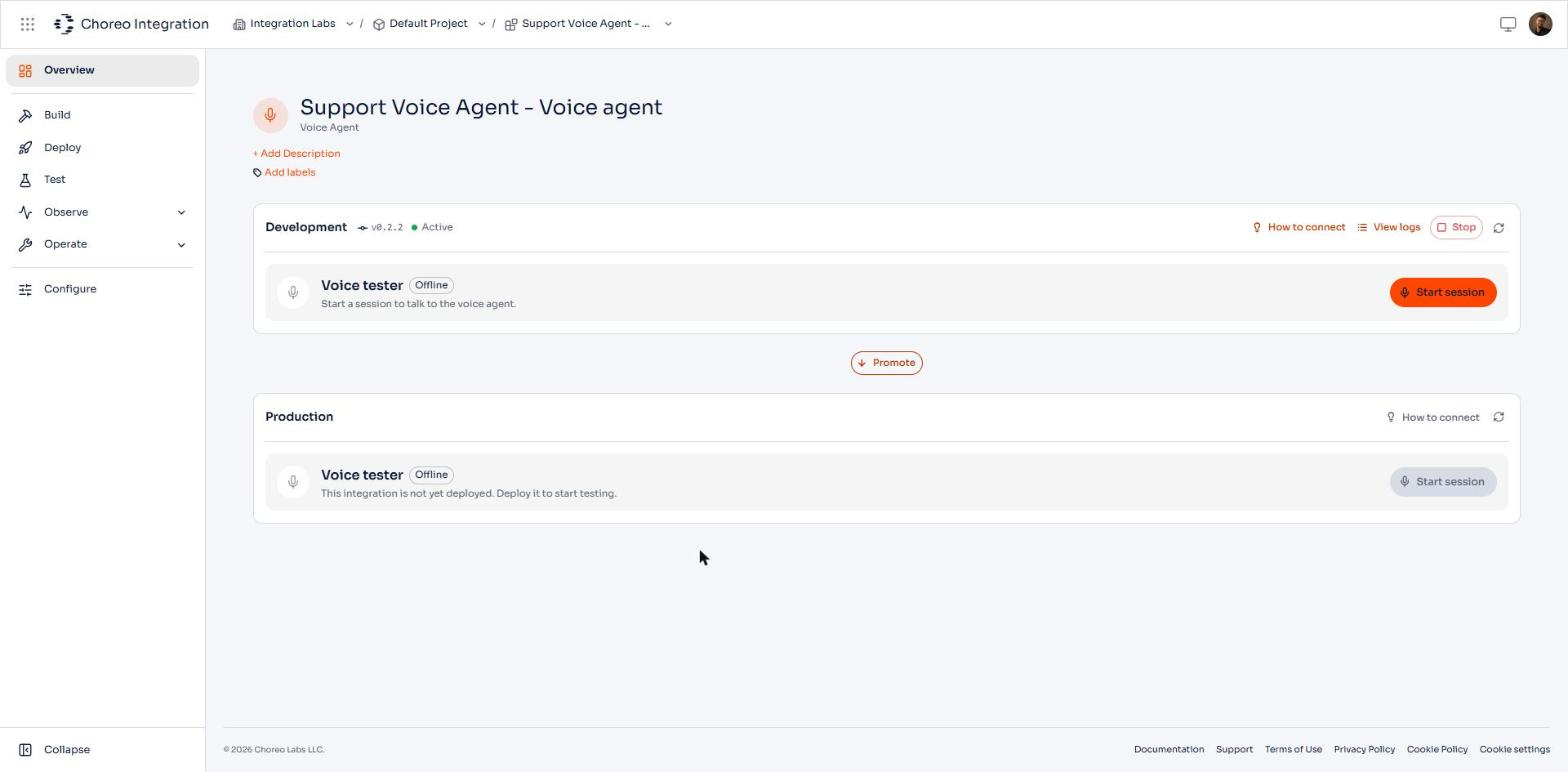 Choreo Integration
Integration Labs / Default Project / Support Voice Agent - ...
Overview
Build
Deploy
Test
Observe
Operate
Configure
Collapse
Support Voice Agent - Voice agent
Voice Agent
+ Add Description
Add labels
Development v0.2.2 Active How to connect View logs Stop
Voice tester Offline
Start a session to talk to the voice agent.
Start session
Promote
Production How to connect
Voice tester Offline
This integration is not yet deployed. Deploy it to start testing.
Start session
© 2026 Choreo Labs LLC. Documentation Support Terms of Use Privacy Policy Cookie Policy Cookie settings